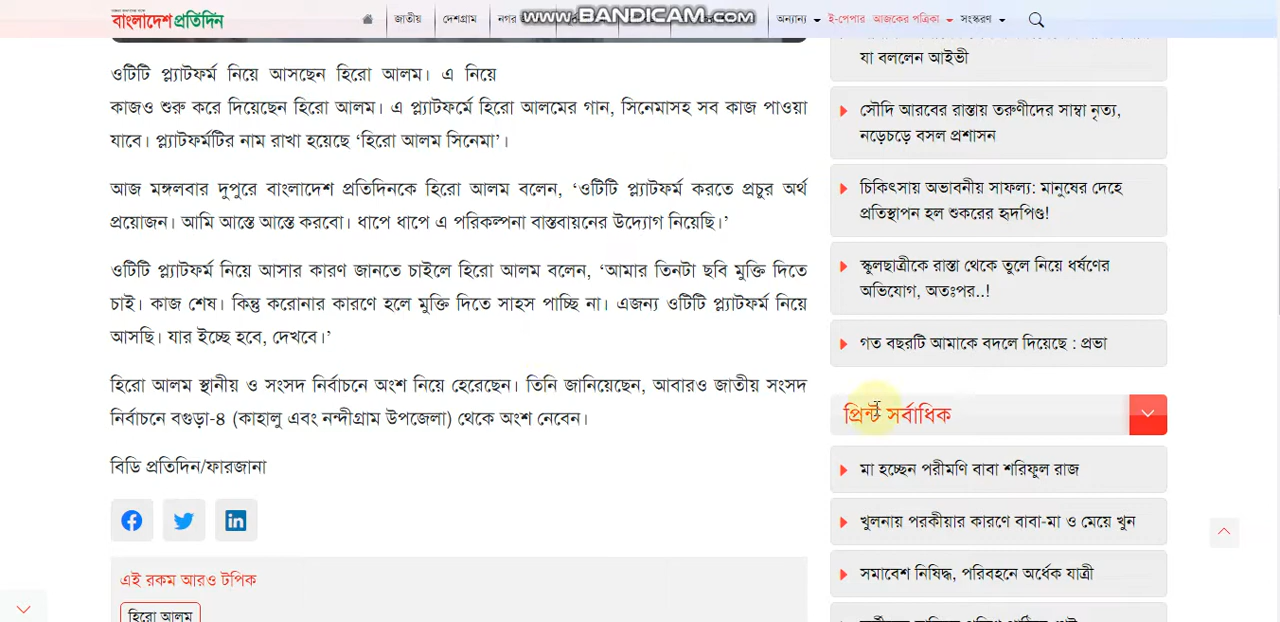 বাংলাদেশ প্রতিদিন
জাতীয়
দেশগ্রাম
নগর
www.BANDICAM.com
অন্যান্য
ই-পেপার
আজকের পত্রিকা
সংস্করণ
ওটিটি প্ল্যাটফর্ম নিয়ে আসছেন হিরো আলম। এ নিয়ে
কাজও শুরু করে দিয়েছেন হিরো আলম। এ প্ল্যাটফর্মে হিরো আলমের গান, সিনেমাসহ সব কাজ পাওয়া
যাবে। প্ল্যাটফর্মটির নাম রাখা হয়েছে ‘হিরো আলম সিনেমা’।
আজ মঙ্গলবার দুপুরে বাংলাদেশ প্রতিদিনকে হিরো আলম বলেন, ‘ওটিটি প্ল্যাটফর্ম করতে প্রচুর অর্থ
প্রয়োজন। আমি আস্তে আস্তে করবো। ধাপে ধাপে এ পরিকল্পনা বাস্তবায়নের উদ্যোগ নিয়েছি।’
ওটিটি প্ল্যাটফর্ম নিয়ে আসার কারণ জানতে চাইলে হিরো আলম বলেন, ‘আমার তিনটা ছবি মুক্তি দিতে
চাই। কাজ শেষ। কিন্তু করোনার কারণে হলে মুক্তি দিতে সাহস পাচ্ছি না। এজন্য ওটিটি প্ল্যাটফর্ম নিয়ে
আসছি। যার ইচ্ছে হবে, দেখবে।’
হিরো আলম স্থানীয় ও সংসদ নির্বাচনে অংশ নিয়ে হেরেছেন। তিনি জানিয়েছেন, আবারও জাতীয় সংসদ
নির্বাচনে বগুড়া-৪ (কাহালু এবং নন্দীগ্রাম উপজেলা) থেকে অংশ নেবেন।
বিডি প্রতিদিন/ফারজানা
এই রকম আরও টপিক
হিরো আলম
যা বললেন আইভী
সৌদি আরবের রাস্তায় তরুণীদের সাম্বা নৃত্য,
নড়েচড়ে বসল প্রশাসন
চিকিৎসায় অভাবনীয় সাফল্য: মানুষের দেহে
প্রতিস্থাপন হল শুকরের হৃদপিণ্ড!
স্কুলছাত্রীকে রাস্তা থেকে তুলে নিয়ে ধর্ষণের
অভিযোগ, অতঃপর..!
গত বছরটি আমাকে বদলে দিয়েছে : প্রভা
প্রিন্ট সর্বাধিক
মা হচ্ছেন পরীমণি বাবা শরিফুল রাজ
খুলনায় পরকীয়ার কারণে বাবা-মা ও মেয়ে খুন
সমাবেশ নিষিদ্ধ, পরিবহনে অর্ধেক যাত্রী